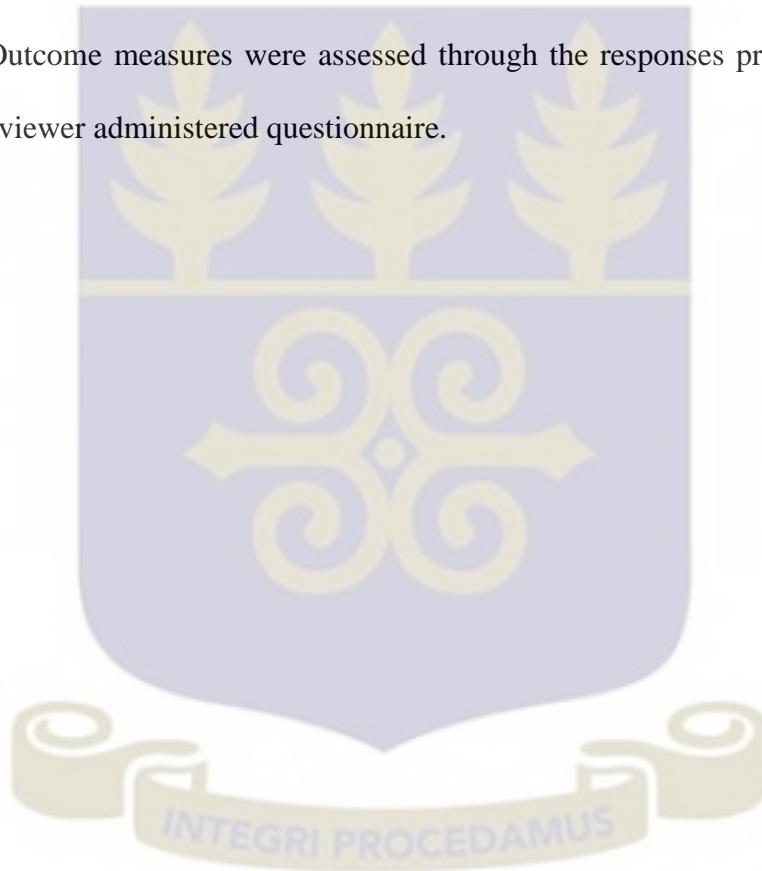 Outcome measures were assessed through the responses pr
viewer administered questionnaire.
INTEGRI PROCEDAMUS